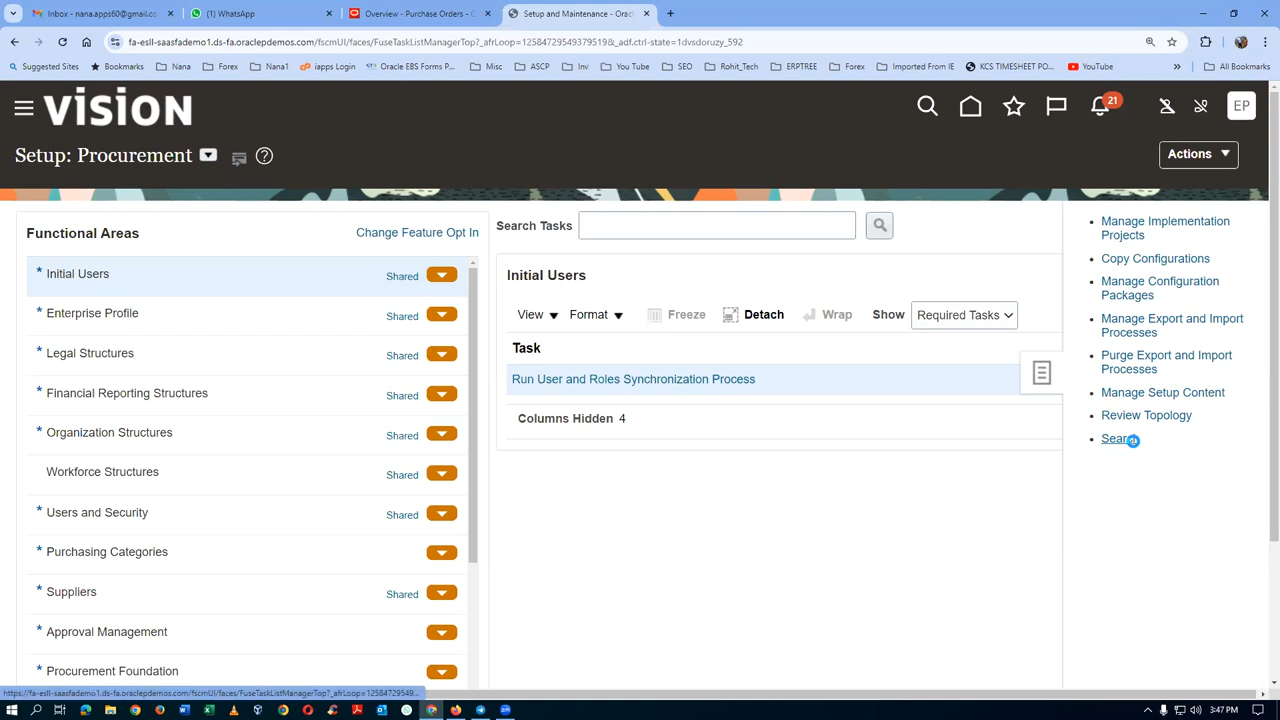 Inbox - nana.apps60@gmail.co
(1) WhatsApp
Overview - Purchase Orders - O
Setup and Maintenance - Orac
fa-esll-saasfademo1.ds-fa.oraclepdemos.com/fscmUI/faces/FuseTaskListManagerTop?_afrLoop=12584729549379519&_adf.ctrl-state=1dvsdoruzy_592
Suggested Sites
Bookmarks
Nana
Forex
Nana1
iapps Login
Oracle EBS Forms P...
Misc
ASCP
Inv
You Tube
SEO
Rohit_Tech
ERPTREE
Forex
Imported From IE
KCS TIMESHEET PO...
YouTube
All Bookmarks
vision
21
EP
Setup: Procurement
Actions
Functional Areas
Change Feature Opt In
* Initial Users Shared
* Enterprise Profile Shared
* Legal Structures Shared
* Financial Reporting Structures Shared
* Organization Structures Shared
Workforce Structures Shared
* Users and Security Shared
* Purchasing Categories
* Suppliers Shared
* Approval Management
* Procurement Foundation
Search Tasks
Initial Users
View Format Freeze Detach Wrap Show Required Tasks
Task
Run User and Roles Synchronization Process
Columns Hidden 4
Manage Implementation
Projects
Copy Configurations
Manage Configuration
Packages
Manage Export and Import
Processes
Purge Export and Import
Processes
Manage Setup Content
Review Topology
https://fa-esll-saasfademo1.ds-fa.oraclepdemos.com/fscmUI/faces/FuseTaskListManagerTop?_afrLoop=12584729549...
3:47 PM